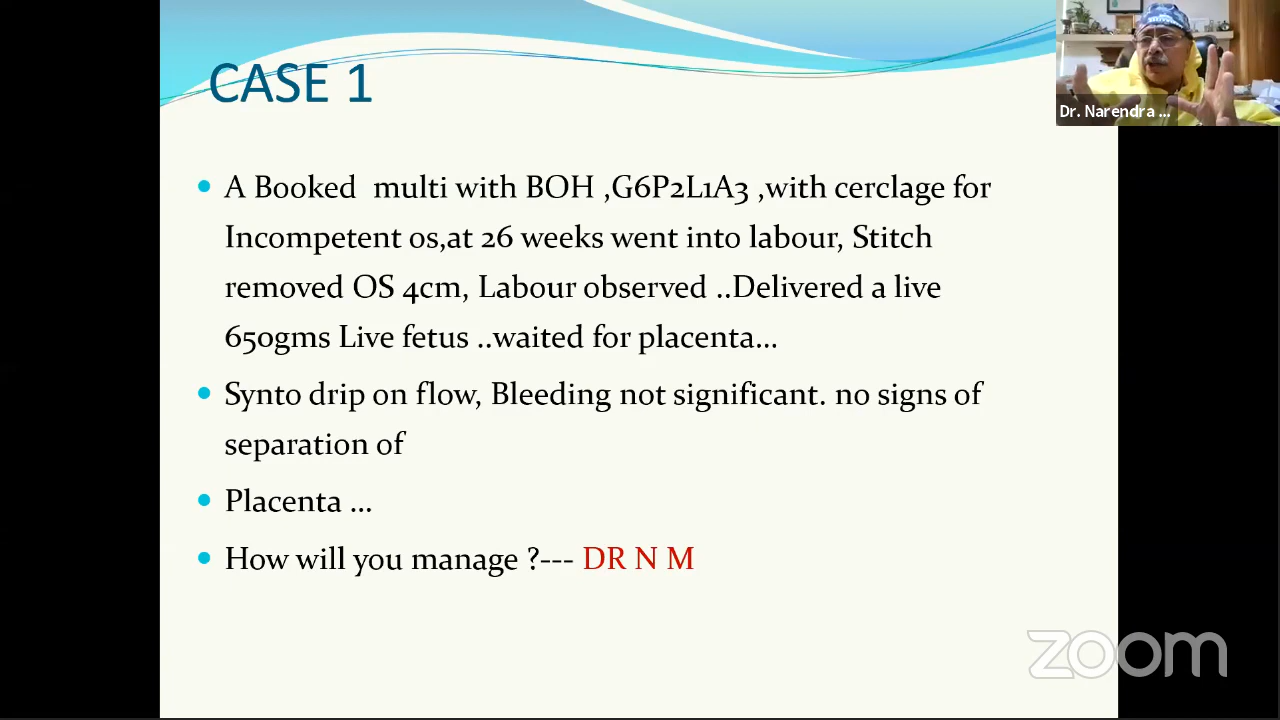 CASE 1
Dr. Narendra ...
A Booked multi with BOH ,G6P2L1A3 ,with cerclage for
Incompetent os,at 26 weeks went into labour, Stitch
removed OS 4cm, Labour observed ..Delivered a live
650gms Live fetus ..waited for placenta...
Synto drip on flow, Bleeding not significant. no signs of
separation of
Placenta ...
How will you manage ?--- DR N M
zoom